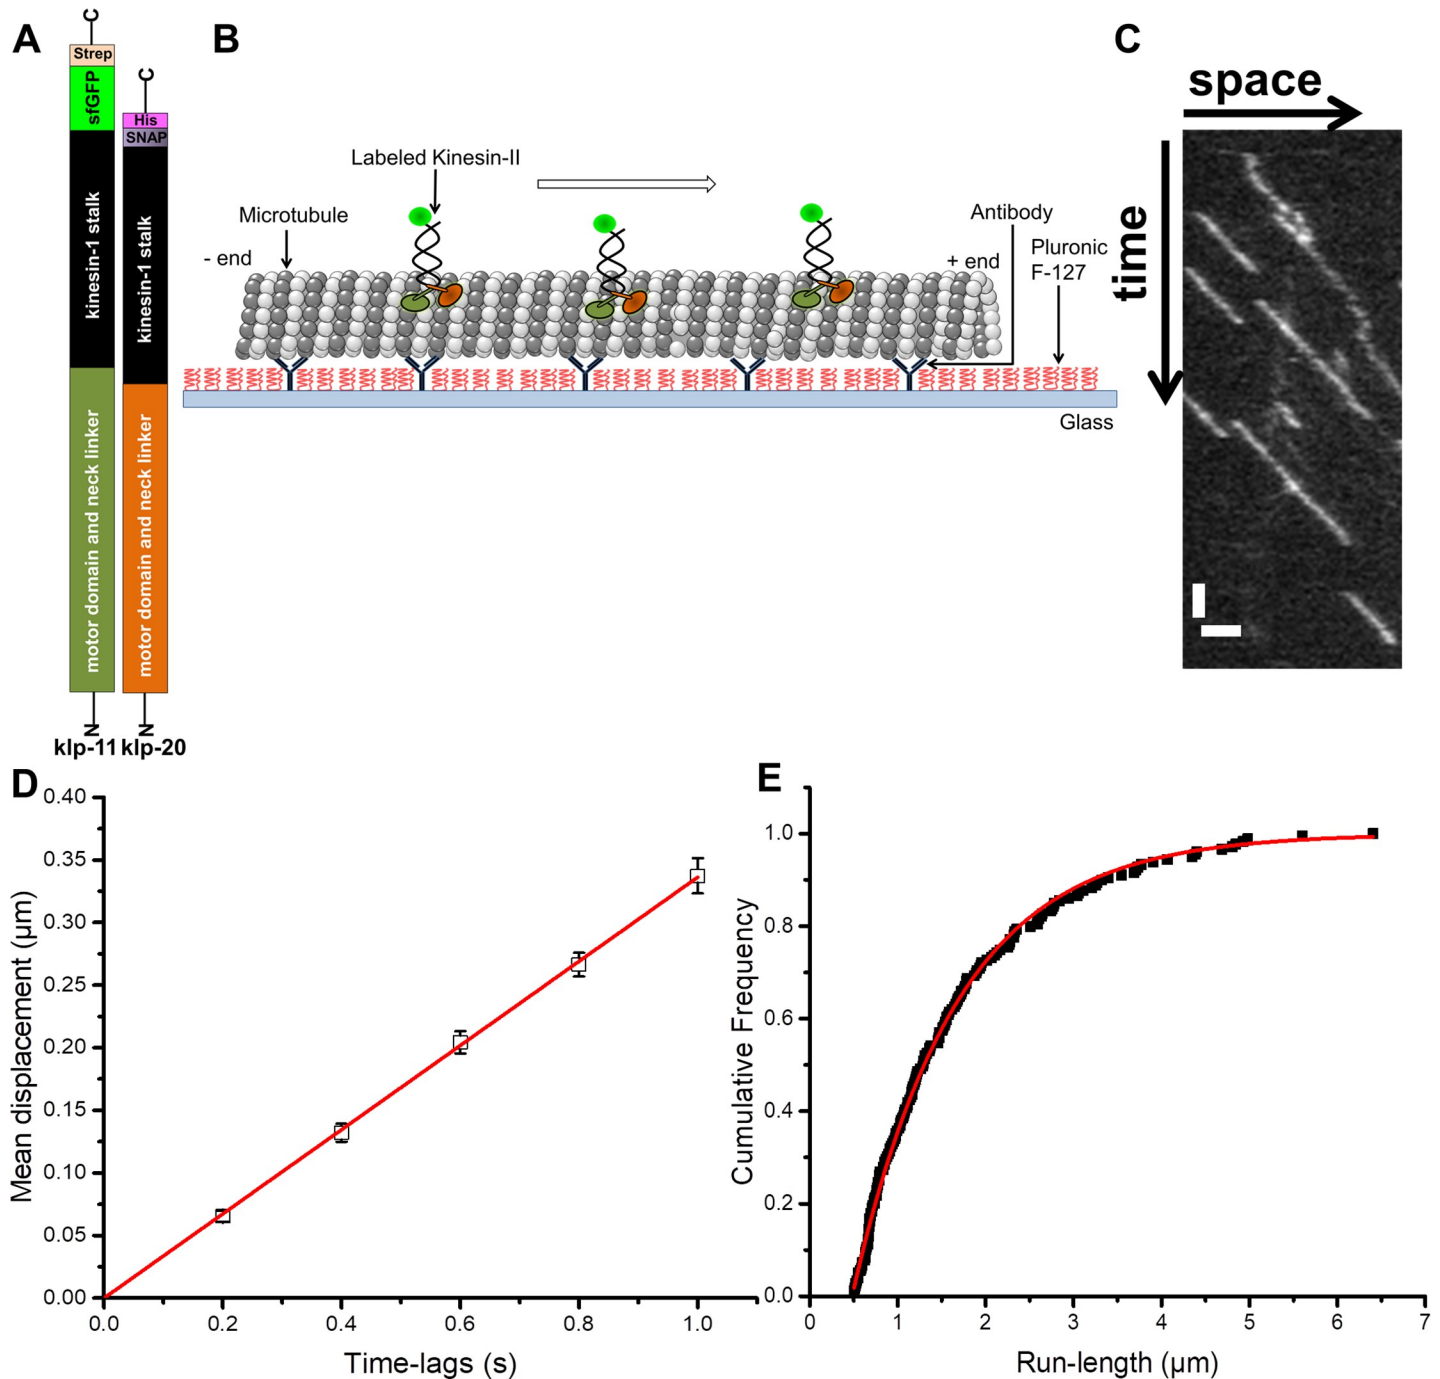 A
C
Strep
sfGFP
kinesin-1 stalk
motor domain and neck linker
N
klp-11
C
His
SNAP
kinesin-1 stalk
motor domain and neck linker
N
klp-20
B
Labeled Kinesin-II
Microtubule
- end
+ end
Antibody
Pluronic
F-127
Glass
C
space
time
D
0.40
0.35
0.30
0.25
0.20
0.15
0.10
0.05
0.00
Mean displacement (µm)
0.0 0.2 0.4 0.6 0.8 1.0
Time-lags (s)
E
1.0
0.8
0.6
0.4
0.2
0.0
Cumulative Frequency
0 1 2 3 4 5 6 7
Run-length (µm)